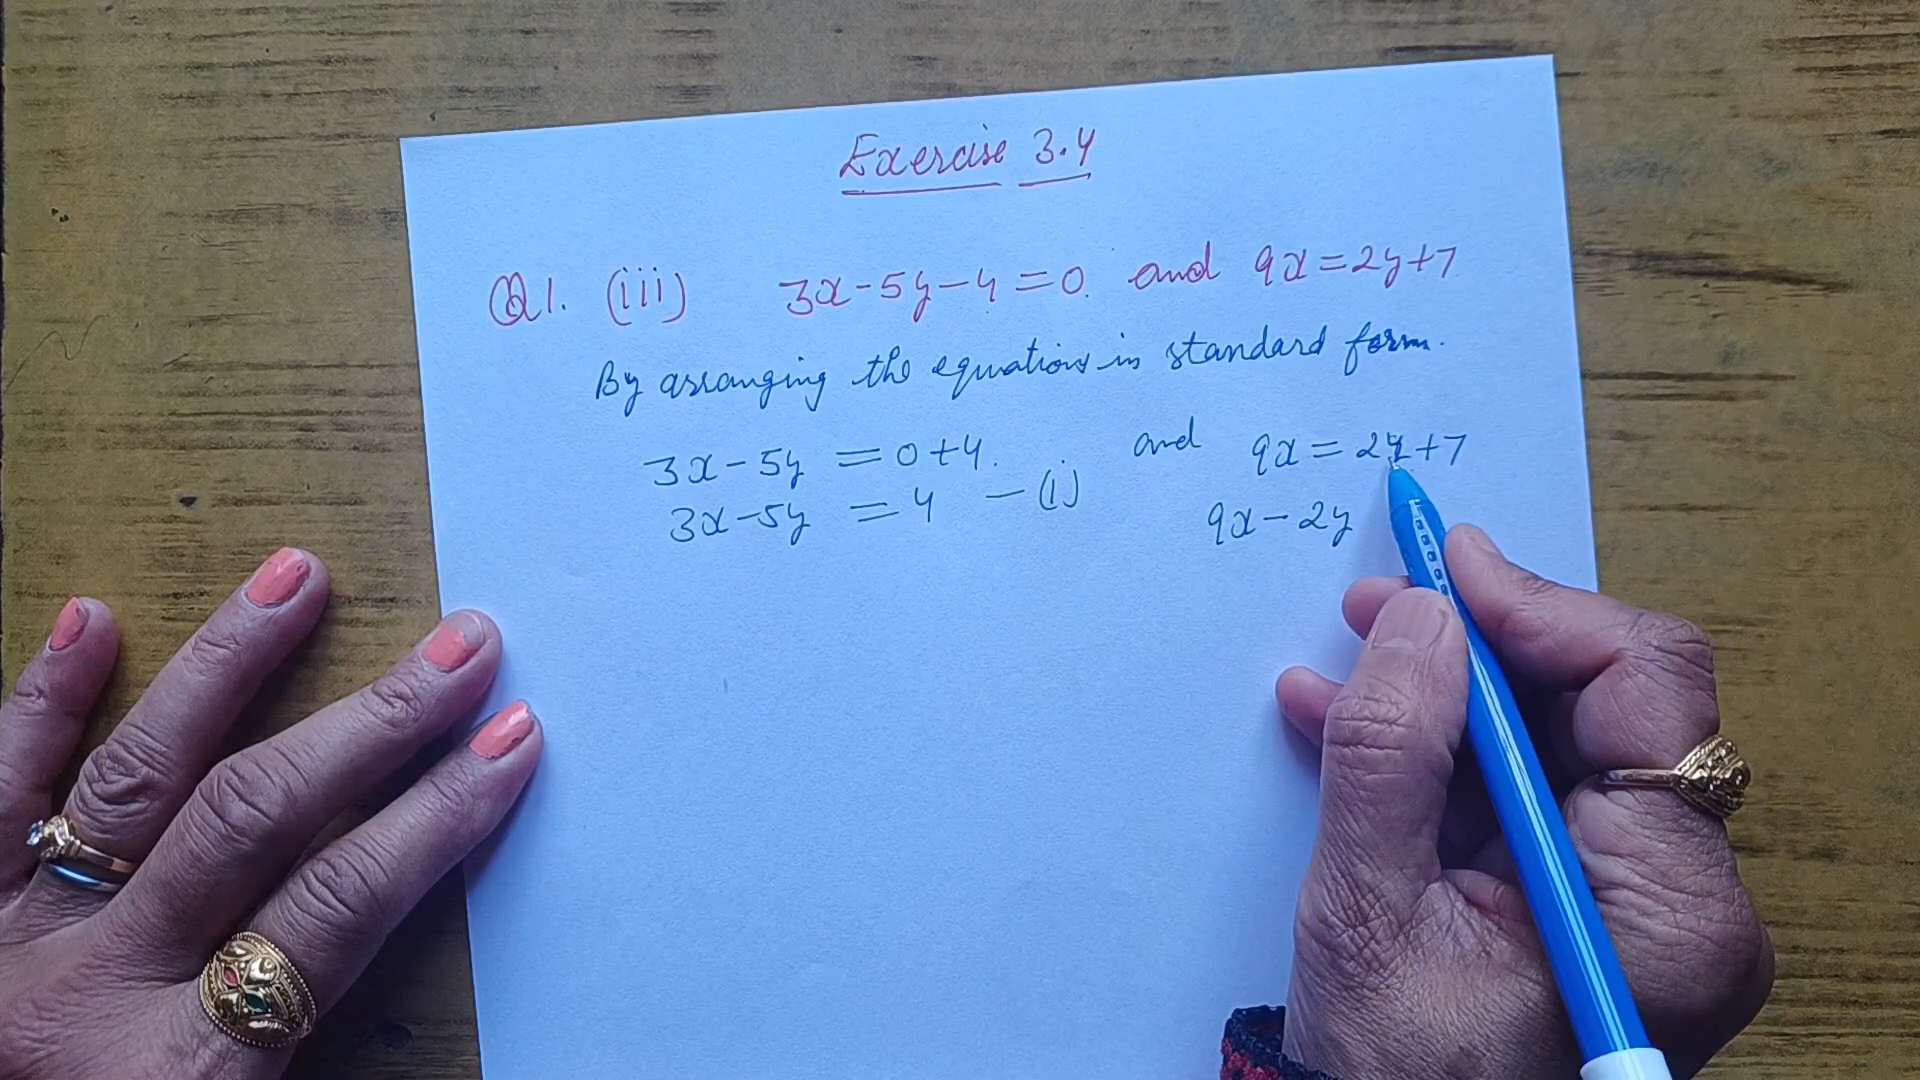 Exercise 3.4
Q1. (iii) 3x-5y-4=0. and 9x=2y+7
By arranging the equations in standard form.
3x-5y =0+4. and 9x=2y+7
3x-5y =4 -(i) 9x-2y